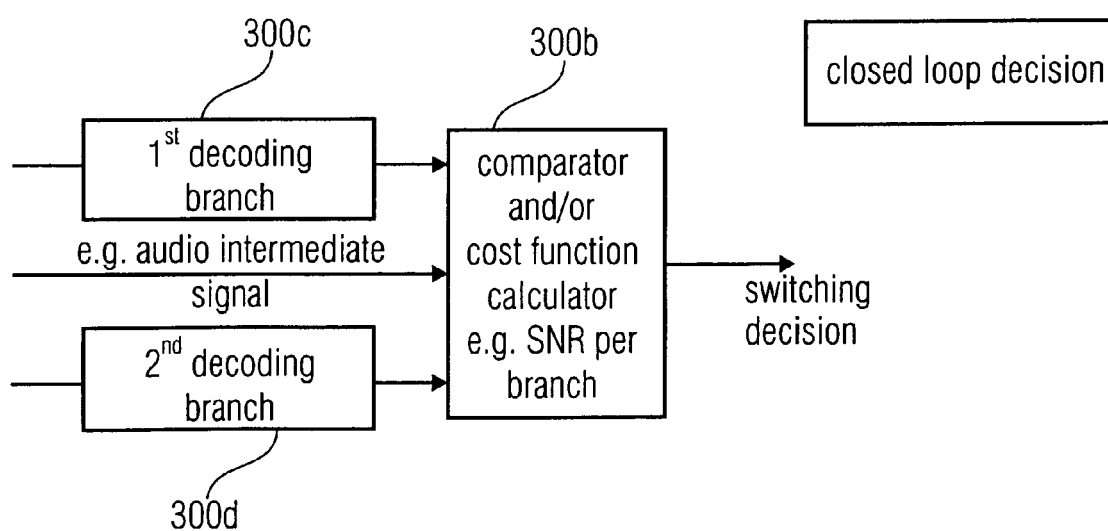 300c
300b
closed loop decision
1st decoding
branch
comparator
and/or
cost function
calculator
e.g. SNR per
branch
e.g. audio intermediate
signal
switching
decision
2nd decoding
branch
300d